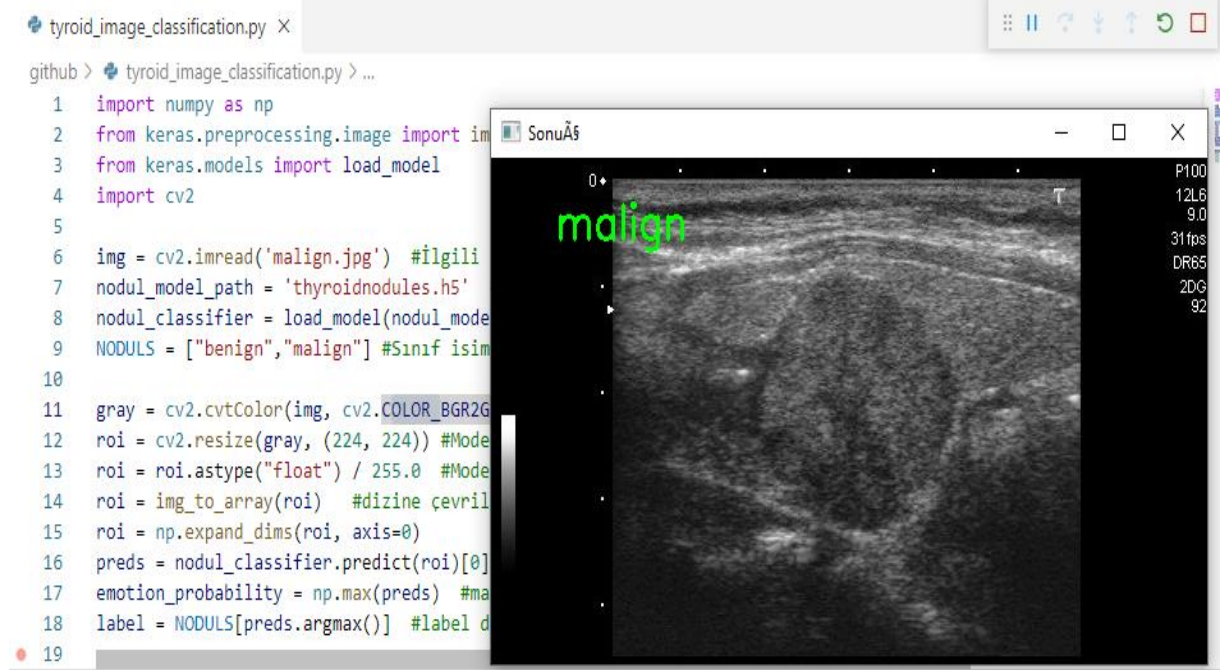 tyroid_image_classification.py
github > tyroid_image_classification.py > ...
1 import numpy as np
2 from keras.preprocessing.image import im
3 from keras.models import load_model
4 import cv2
5
6 img = cv2.imread('malign.jpg') #İlgili
7 nodul_model_path = 'thyroidnodules.h5'
8 nodul_classifier = load_model(nodul_mode
9 NODULS = ["benign","malign"] #Sınıf isim
10
11 gray = cv2.cvtColor(img, cv2.COLOR_BGR2G
12 roi = cv2.resize(gray, (224, 224)) #Mode
13 roi = roi.astype("float") / 255.0 #Mode
14 roi = img_to_array(roi) #dizine çevril
15 roi = np.expand_dims(roi, axis=0)
16 preds = nodul_classifier.predict(roi)[0]
17 emotion_probability = np.max(preds) #ma
18 label = NODULS[preds.argmax()] #label d
19
SonuÃ§
0
malign
T
P100
12L6
9.0
31fps
DR65
2DG
92